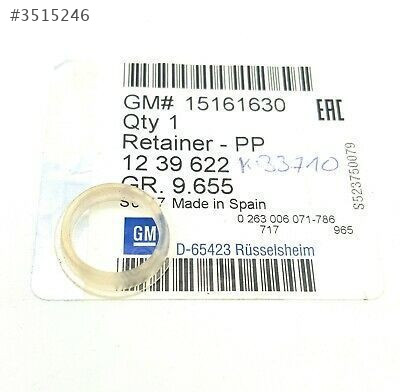 #3515246
GM# 15161630
EAC
Qty 1
Retainer - PP
12 39 622 K33710
GR. 9.655
Made in Spain
0 263 006 071-786
717 965
GM
D-65423 Rüsselsheim
S523750079